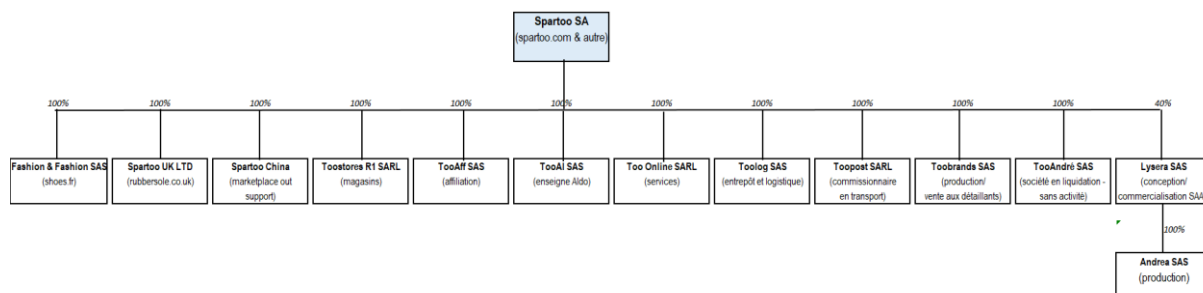 Spartoo SA
(spartoo.com & autre)
100% 100% 100% 100% 100% 100% 100% 100% 100% 100% 100% 40%
Fashion & Fashion SAS
(shoes.fr)
Spartoo UK LTD
(rubbersole.co.uk)
Spartoo China
(marketplace out
support)
Toostores R1 SARL
(magasins)
TooAff SAS
(affiliation)
TooAl SAS
(enseigne Aldo)
Too Online SARL
(services)
Toolog SAS
(entrepôt et logistique)
Toopost SARL
(commissionnaire
en transport)
Toobrands SAS
(production/
vente aux détaillants)
TooAndré SAS
(société en liquidation -
sans activité)
Lysera SAS
(conception/
commercialisation SAA
100%
Andrea SAS
(production)